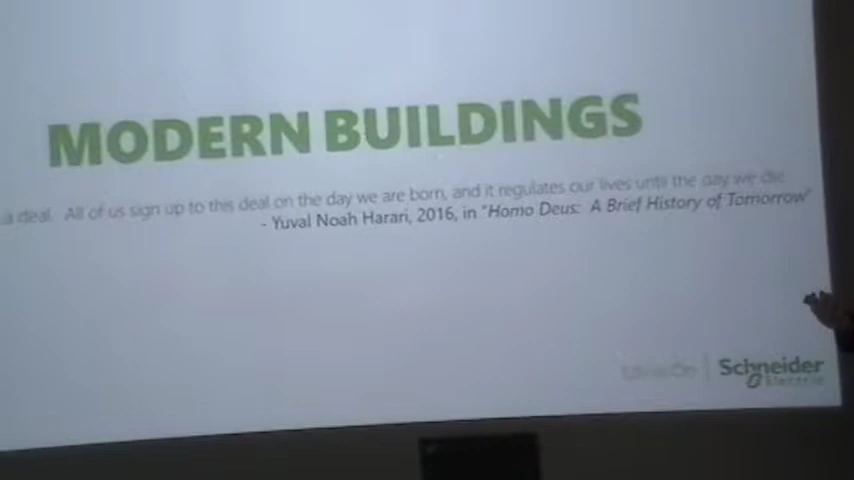 MODERN BUILDINGS
a deal. All of us sign up to this deal on the day we are born, and it regulates our lives until the day we die.
- Yuval Noah Harari, 2016, in "Homo Deus: A Brief History of Tomorrow"
Schneider
Electric